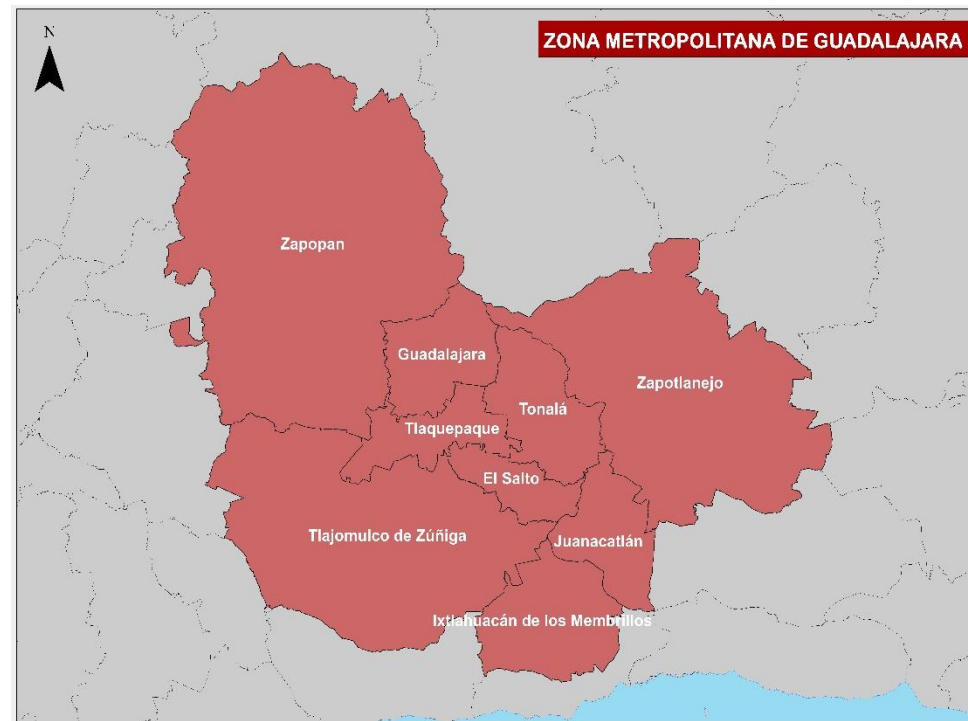 N
ZONA METROPOLITANA DE GUADALAJARA
Zapopan
Guadalajara
Zapotlanejo
Tonalá
Tlaquepaque
El Salto
Tlajomulco de Zúñiga
Juanacatlán
Ixtlahuacán de los Membrillos